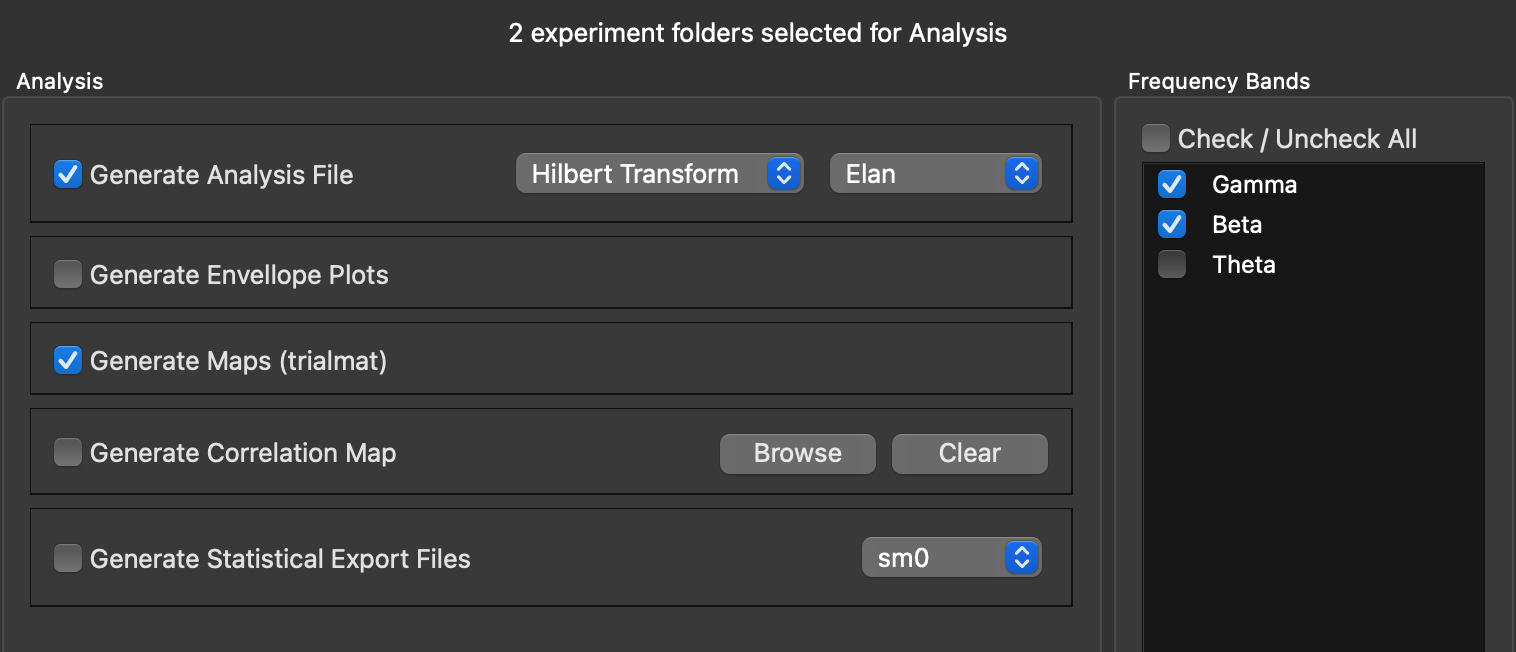 2 experiment folders selected for Analysis
Analysis
Generate Analysis File Hilbert Transform Elan
Generate Envellope Plots
Generate Maps (trialmat)
Generate Correlation Map Browse Clear
Generate Statistical Export Files sm0
Frequency Bands
Check / Uncheck All
Gamma
Beta
Theta